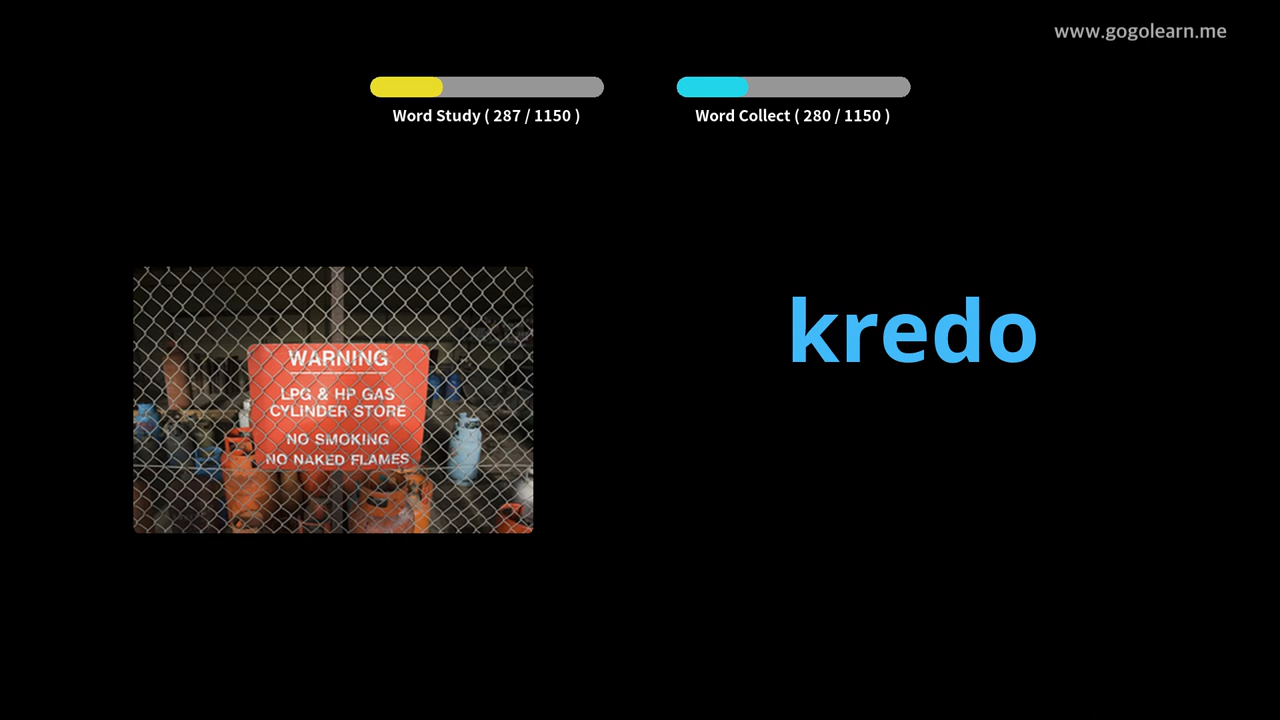 www.gogolearn.me
Word Study ( 287 / 1150 )
Word Collect ( 280 / 1150 )
WARNING
LPG & HP GAS
CYLINDER STORE
NO SMOKING
NO NAKED FLAMES
kredo